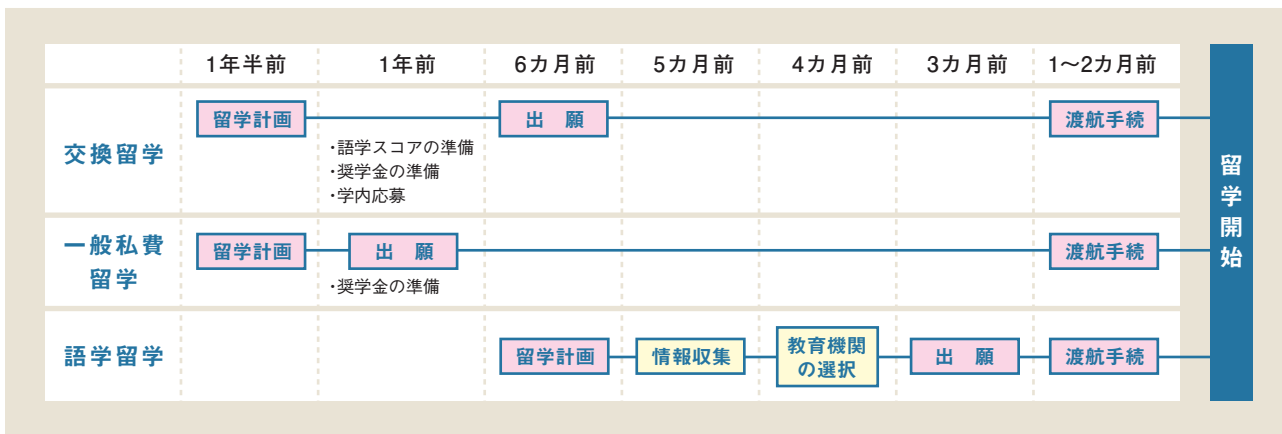 1年半前 1年前 6カ月前 5カ月前 4カ月前 3カ月前 1〜2カ月前
交換留学
留学計画 出 願 渡航手続
・語学スコアの準備
・奨学金の準備
・学内応募
一般私費
留学
留学計画 出 願 渡航手続
・奨学金の準備
語学留学
留学計画 情報収集 教育機関
の選択 出 願 渡航手続
留学開始